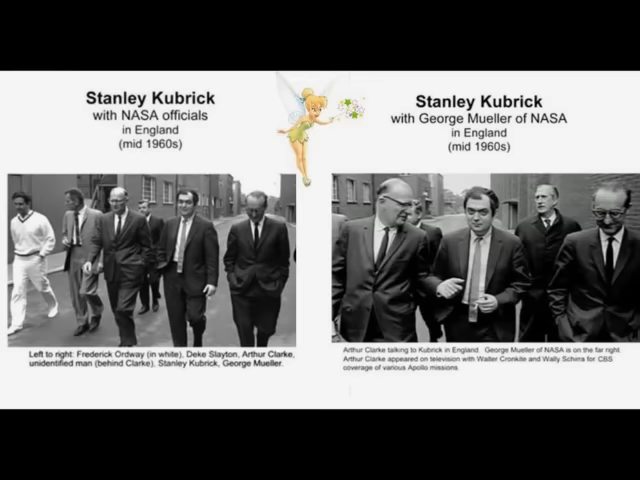 Stanley Kubrick
with NASA officials
in England
(mid 1960s)
Left to right: Frederick Ordway (in white), Deke Slayton, Arthur Clarke,
unidentified man (behind Clarke), Stanley Kubrick, George Mueller.
Stanley Kubrick
with George Mueller of NASA
in England
(mid 1960s)
Arthur Clarke talking to Kubrick in England. George Mueller of NASA is on the far right.
Arthur Clarke appeared on television with Walter Cronkite and Wally Schirra for CBS
coverage of various Apollo missions.